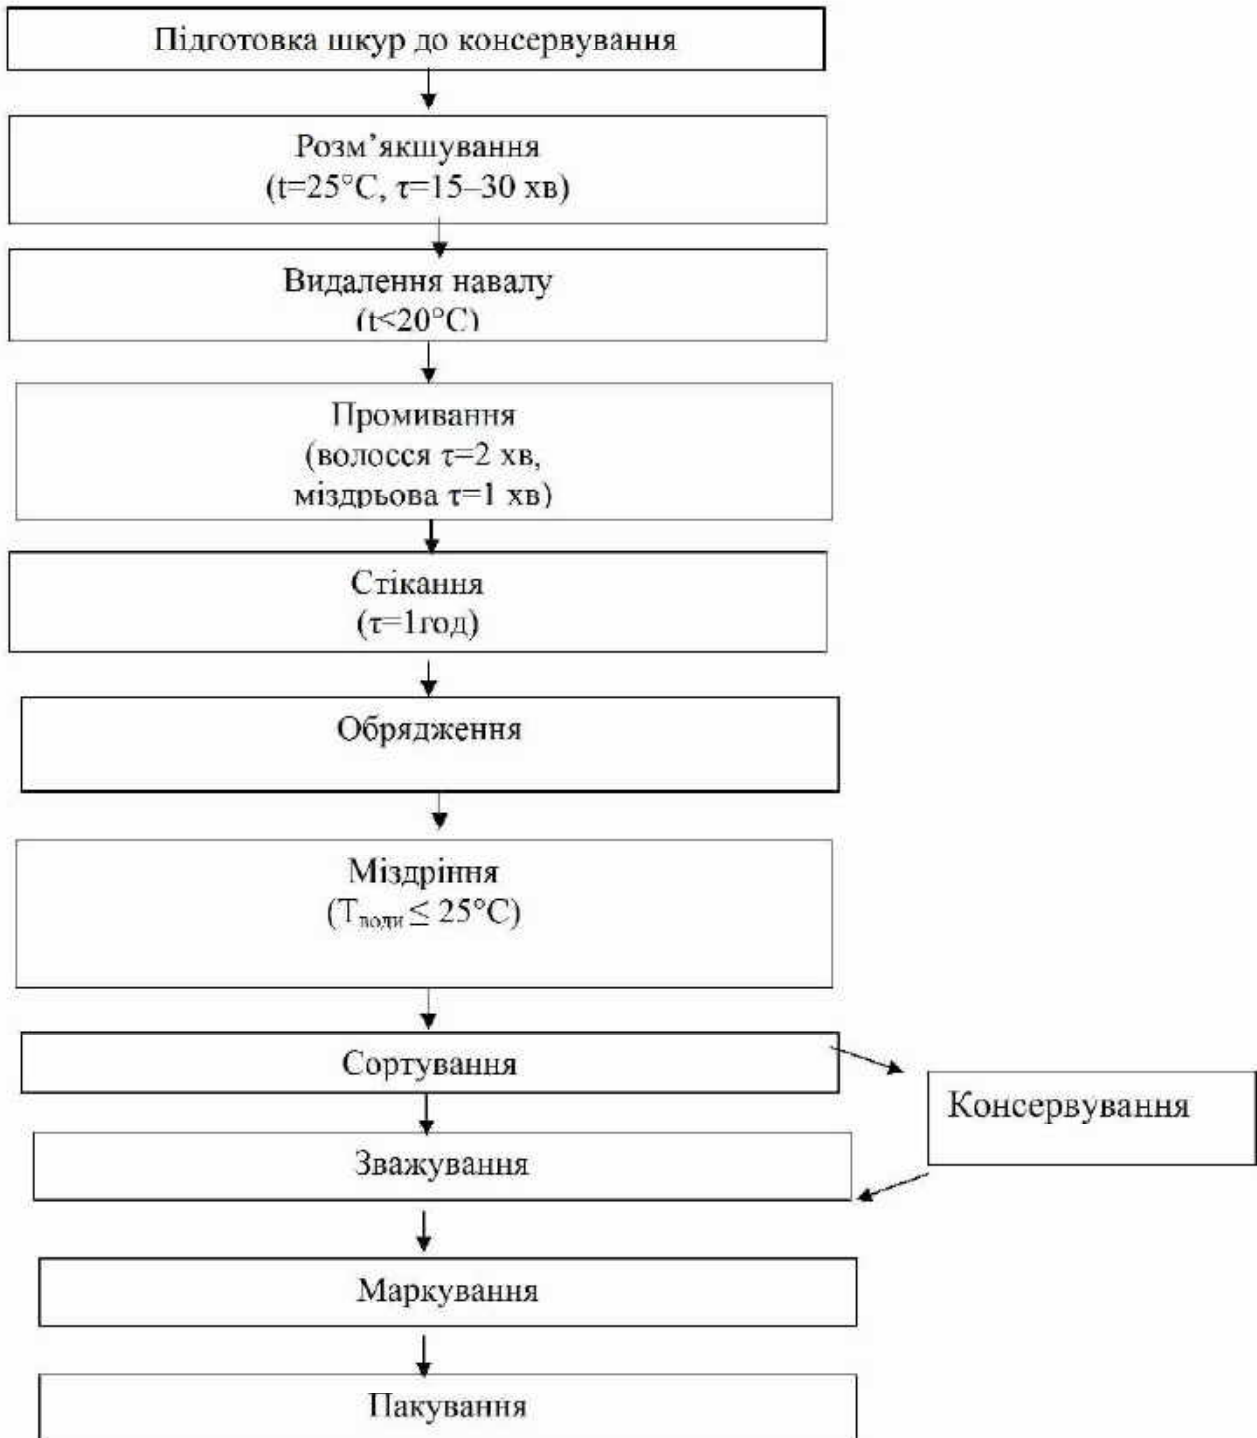 Підготовка шкур до консервування
Розм’якшування
(t=25°C, τ=15–30 хв)
Видалення навалу
(t<20°C)
Промивання
(волосся τ=2 хв,
міздрьова τ=1 хв)
Стікання
(τ=1год)
Обрядження
Міздріння
(Tводи ≤ 25°C)
Сортування
Консервування
Зважування
Маркування
Пакування